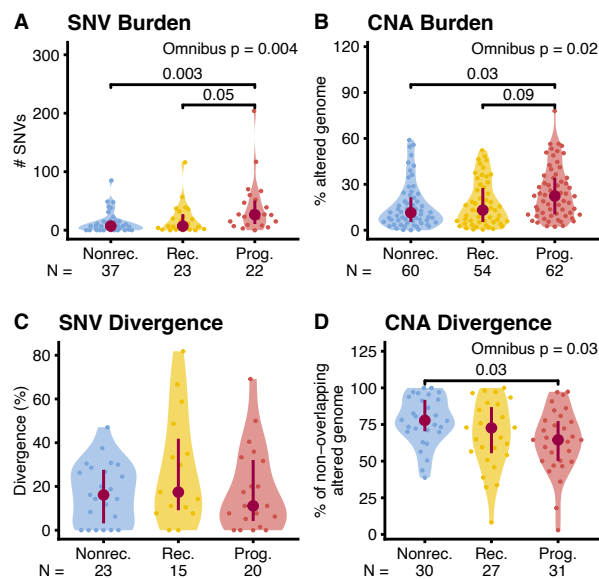 A SNV Burden
Omnibus p = 0.004
0.003
0.05
# SNVs
300
200
100
0
Nonrec. Rec. Prog.
N = 37 23 22
B CNA Burden
Omnibus p = 0.02
0.03
0.09
% altered genome
120
90
60
30
0
Nonrec. Rec. Prog.
N = 60 54 62
C SNV Divergence
Divergence (%)
80
60
40
20
0
Nonrec. Rec. Prog.
N = 23 15 20
D CNA Divergence
Omnibus p = 0.03
0.03
% of non−overlapping
altered genome
125
100
75
50
25
0
Nonrec. Rec. Prog.
N = 30 27 31